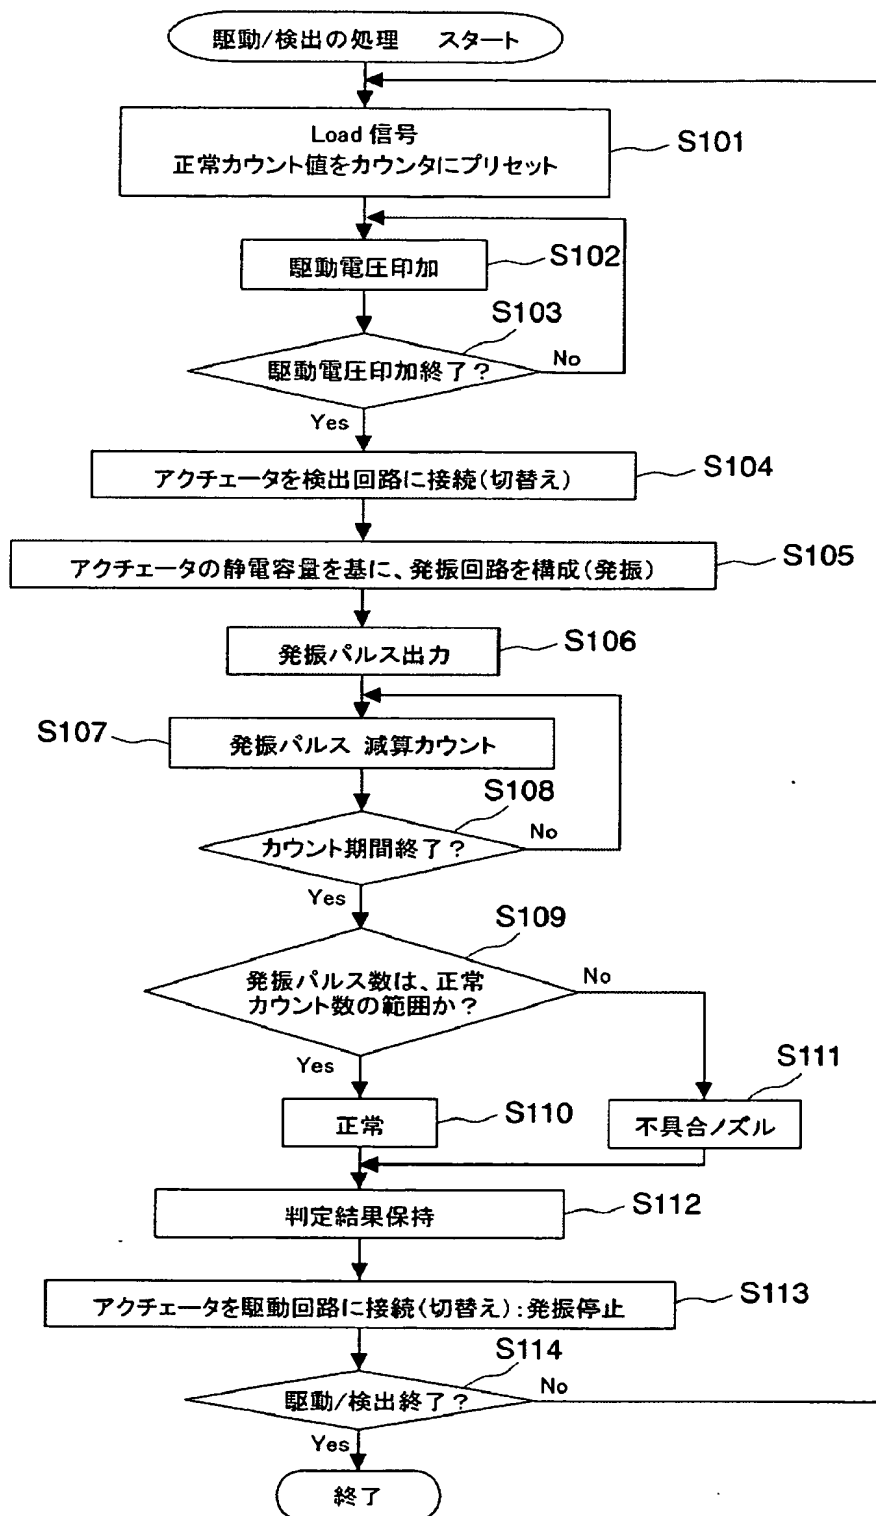 駆動/検出の処理 スタート
Load 信号
正常カウント値をカウンタにプリセット
S101
駆動電圧印加
S102
S103
駆動電圧印加終了？
No
Yes
アクチェータを検出回路に接続(切替え)
S104
アクチェータの静電容量を基に、発振回路を構成(発振)
S105
発振パルス出力
S106
S107
発振パルス 減算カウント
S108
カウント期間終了？
No
Yes
S109
発振パルス数は、正常
カウント数の範囲か？
No
Yes
正常
S110
S111
不具合ノズル
判定結果保持
S112
アクチェータを駆動回路に接続(切替え):発振停止
S113
S114
駆動/検出終了？
No
Yes
終了